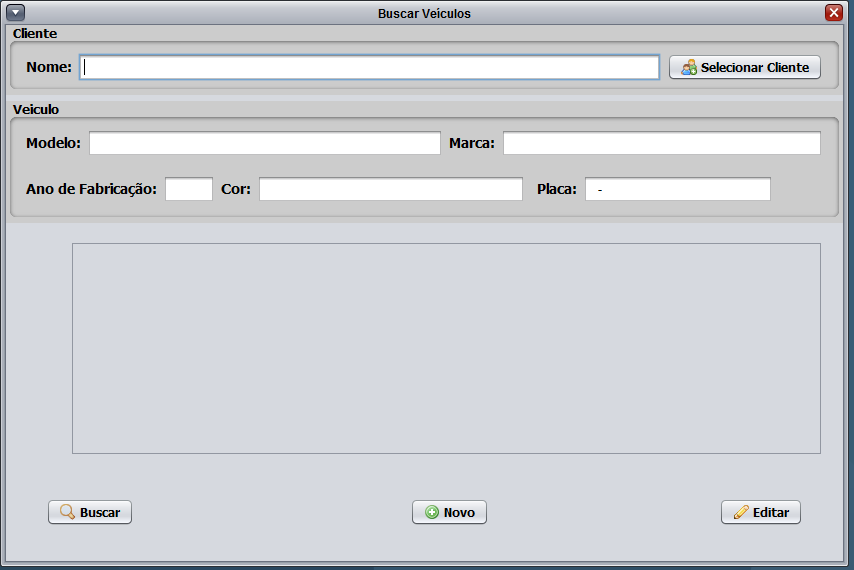 Buscar Veículos
Cliente
Nome: Selecionar Cliente
Veiculo
Modelo: Marca:
Ano de Fabricação: Cor: Placa: -
Buscar Novo Editar